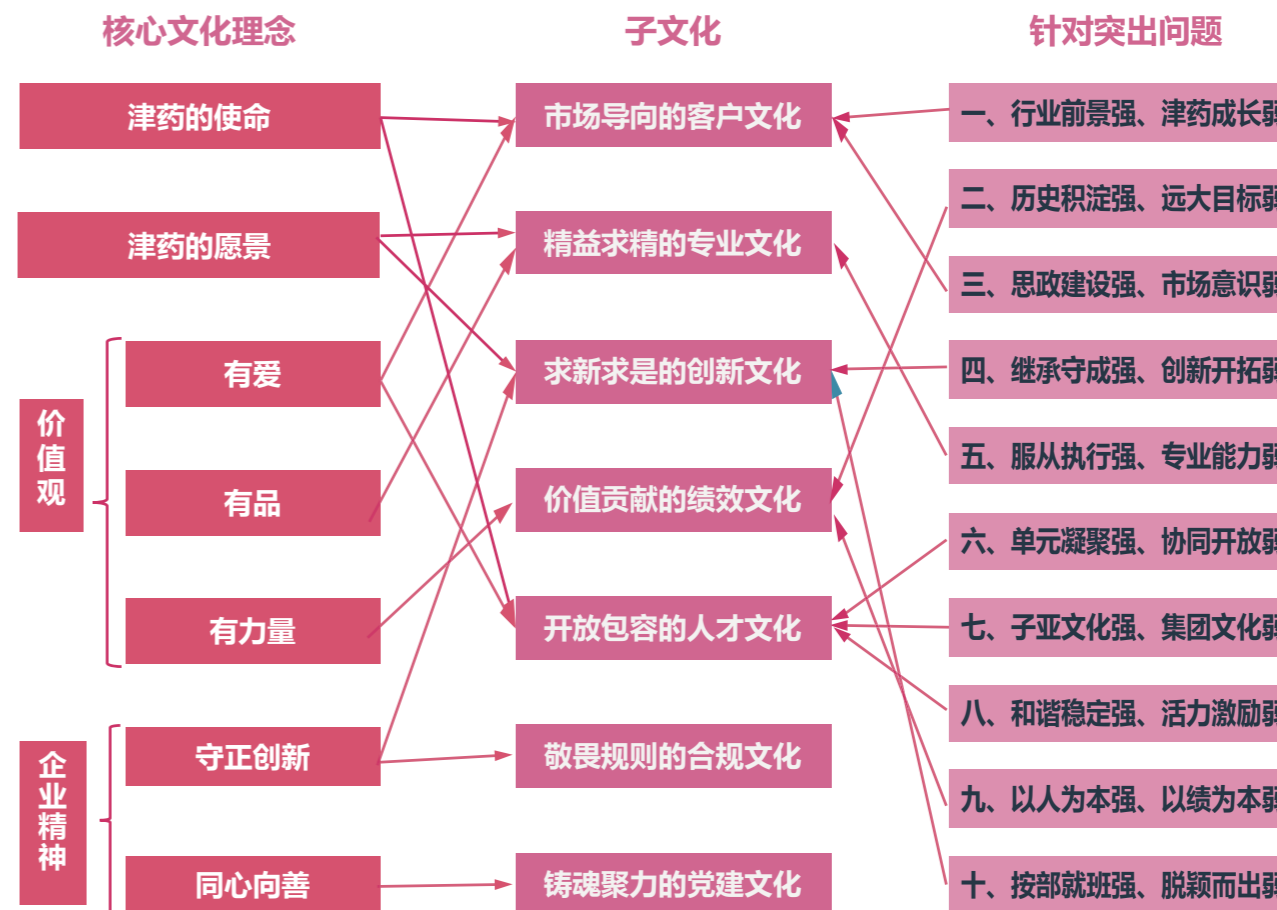 核心文化理念
子文化
针对突出问题
津药的使命
市场导向的客户文化
一、行业前景强、津药成长弱
二、历史积淀强、远大目标弱
津药的愿景
精益求精的专业文化
三、思政建设强、市场意识弱
有爱
求新求是的创新文化
四、继承守成强、创新开拓弱
价值观
五、服从执行强、专业能力弱
有品
价值贡献的绩效文化
六、单元凝聚强、协同开放弱
有力量
开放包容的人才文化
七、子亚文化强、集团文化弱
八、和谐稳定强、活力激励弱
企业精神
守正创新
敬畏规则的合规文化
九、以人为本强、以绩为本弱
同心向善
铸魂聚力的党建文化
十、按部就班强、脱颖而出弱